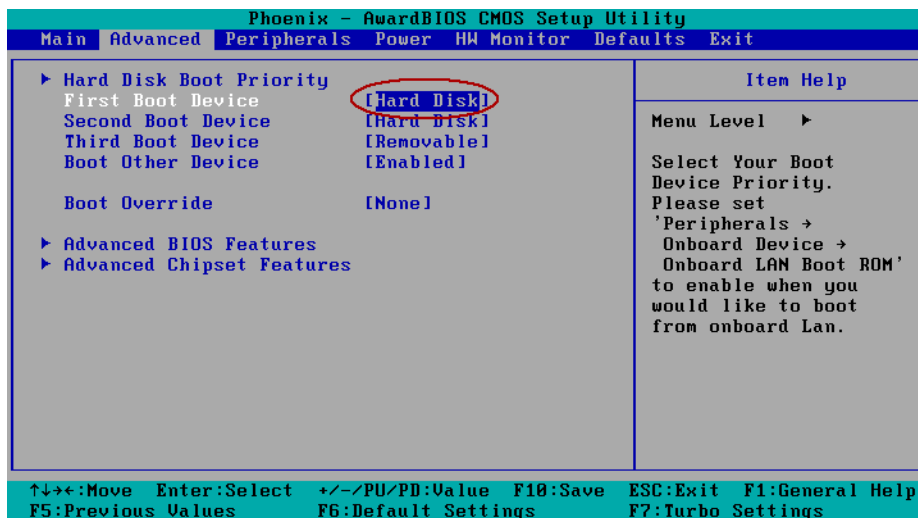 Phoenix - AwardBIOS CMOS Setup Utility
Main Advanced Peripherals Power HW Monitor Defaults Exit
▶ Hard Disk Boot Priority
First Boot Device [Hard Disk]
Second Boot Device [Hard Disk]
Third Boot Device [Removable]
Boot Other Device [Enabled]
Boot Override [None]
▶ Advanced BIOS Features
▶ Advanced Chipset Features
Item Help
Menu Level ▶
Select Your Boot
Device Priority.
Please set
'Peripherals →
Onboard Device →
Onboard LAN Boot ROM'
to enable when you
would like to boot
from onboard Lan.
↑↓→←:Move Enter:Select +/-/PU/PD:Value F10:Save ESC:Exit F1:General Help
F5:Previous Values F6:Default Settings F7:Turbo Settings